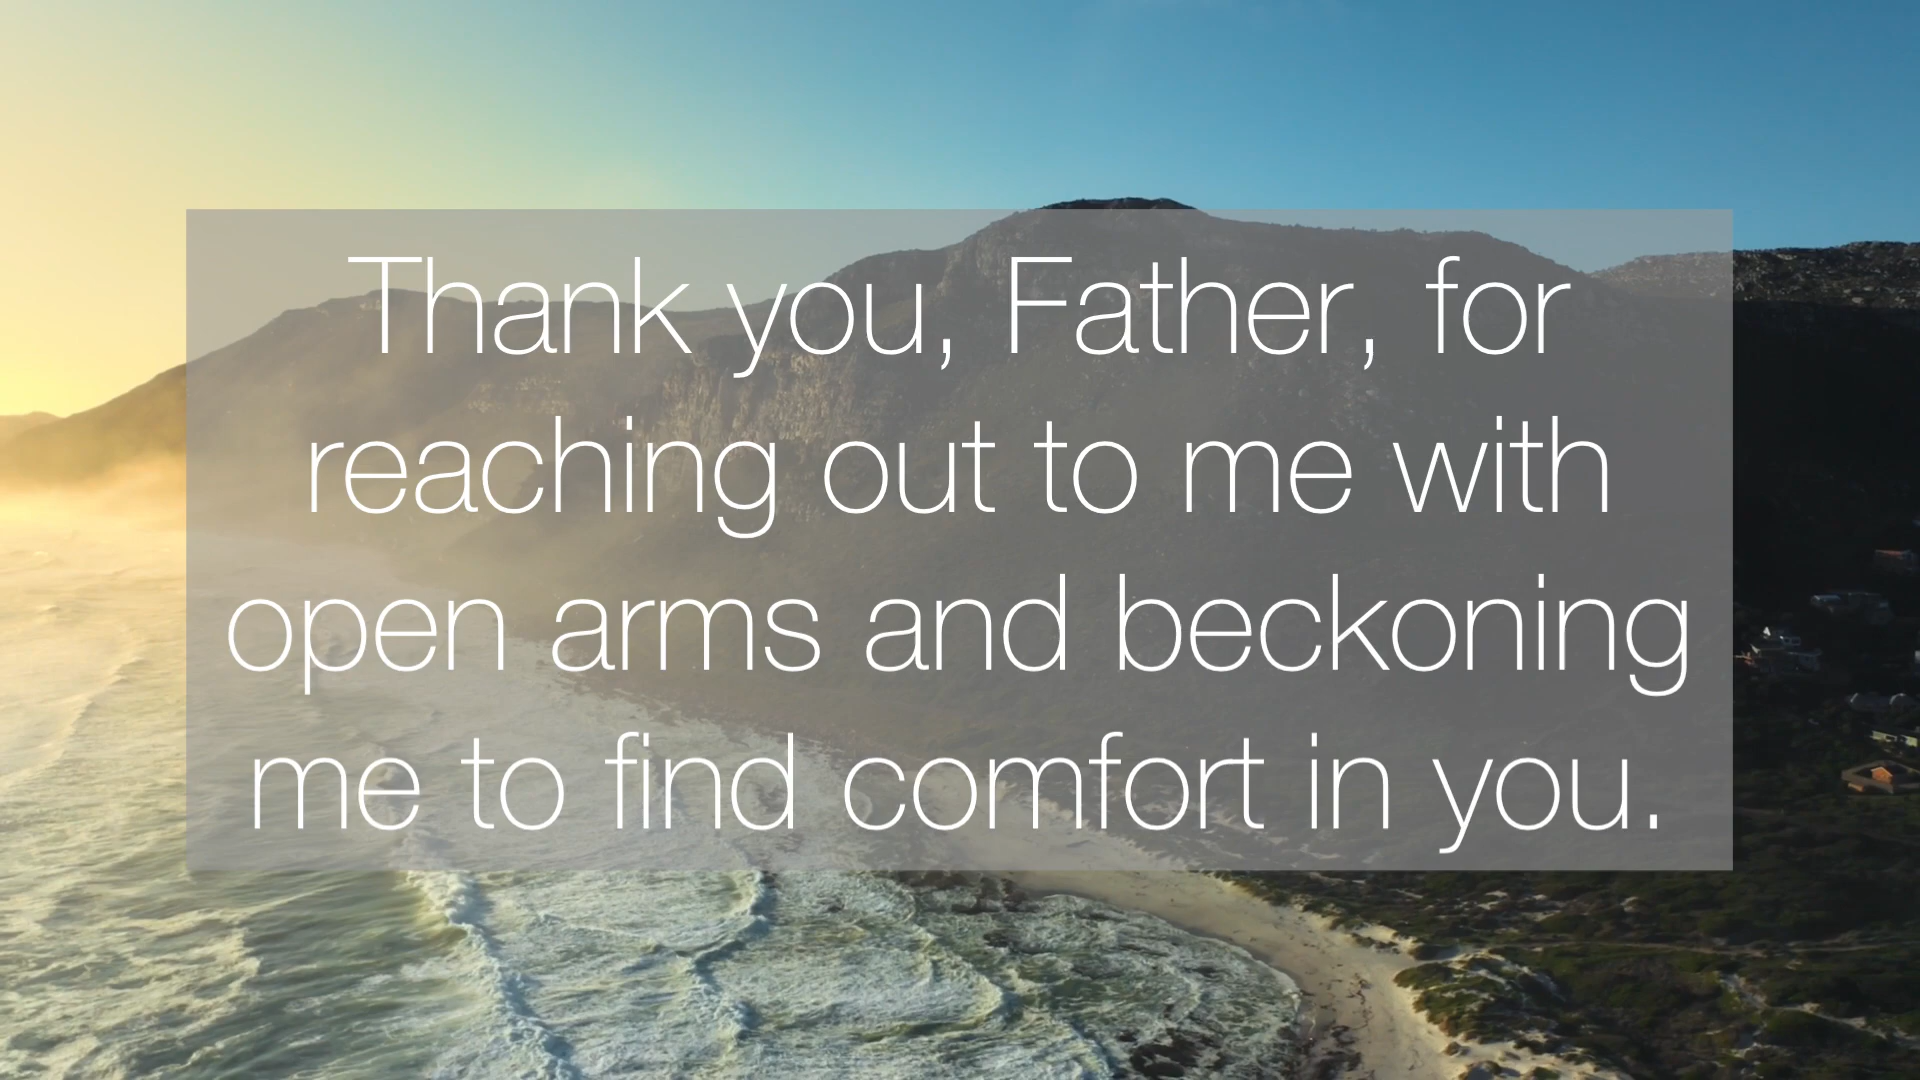 Thank you, Father, for
reaching out to me with
open arms and beckoning
me to find comfort in you.